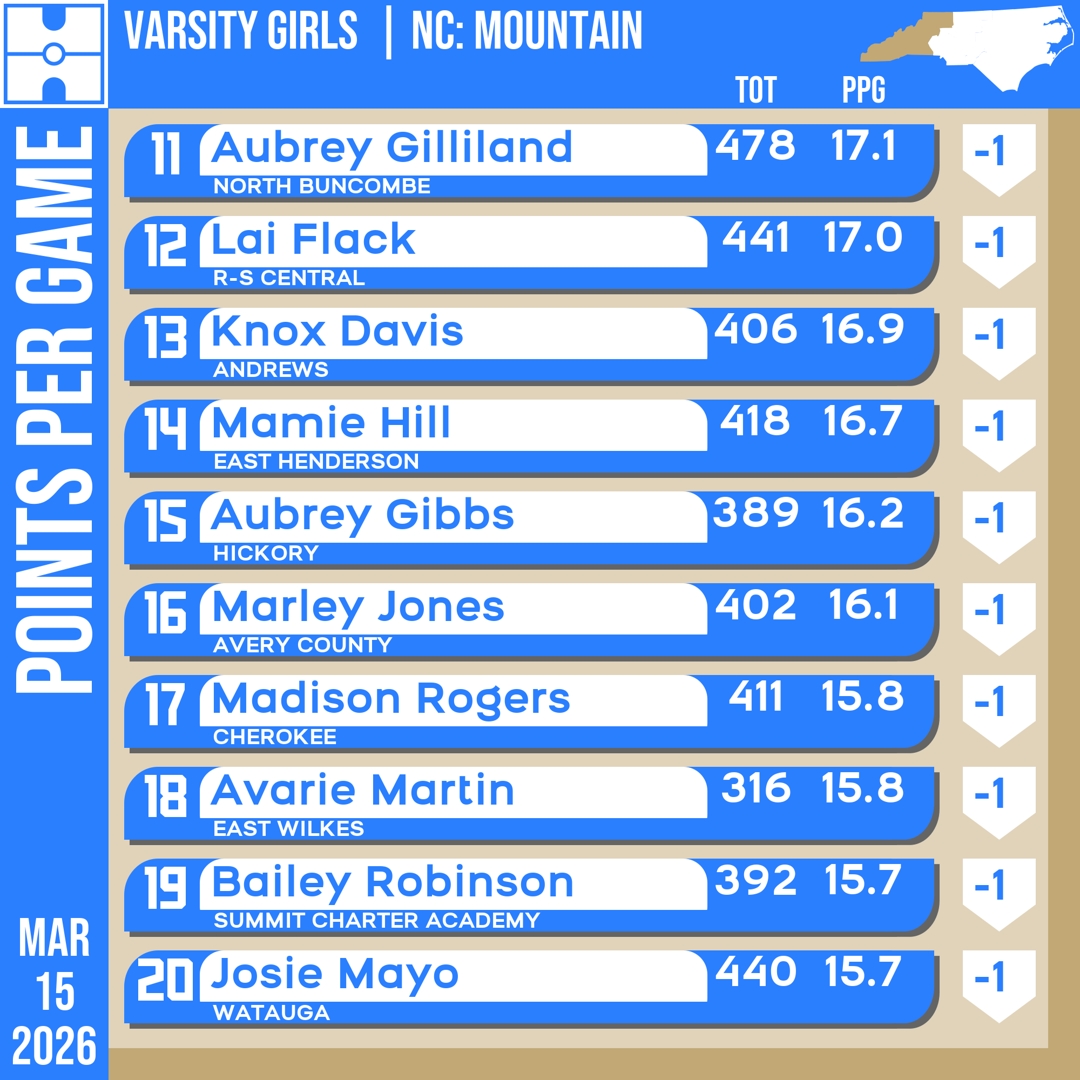 VARSITY GIRLS | NC: MOUNTAIN
TOT PPG
POINTS PER GAME
11 Aubrey Gilliland 478 17.1 -1
NORTH BUNCOMBE
12 Lai Flack 441 17.0 -1
R-S CENTRAL
13 Knox Davis 406 16.9 -1
ANDREWS
14 Mamie Hill 418 16.7 -1
EAST HENDERSON
15 Aubrey Gibbs 389 16.2 -1
HICKORY
16 Marley Jones 402 16.1 -1
AVERY COUNTY
17 Madison Rogers 411 15.8 -1
CHEROKEE
18 Avarie Martin 316 15.8 -1
EAST WILKES
19 Bailey Robinson 392 15.7 -1
SUMMIT CHARTER ACADEMY
20 Josie Mayo 440 15.7 -1
WATAUGA
MAR
15
2026